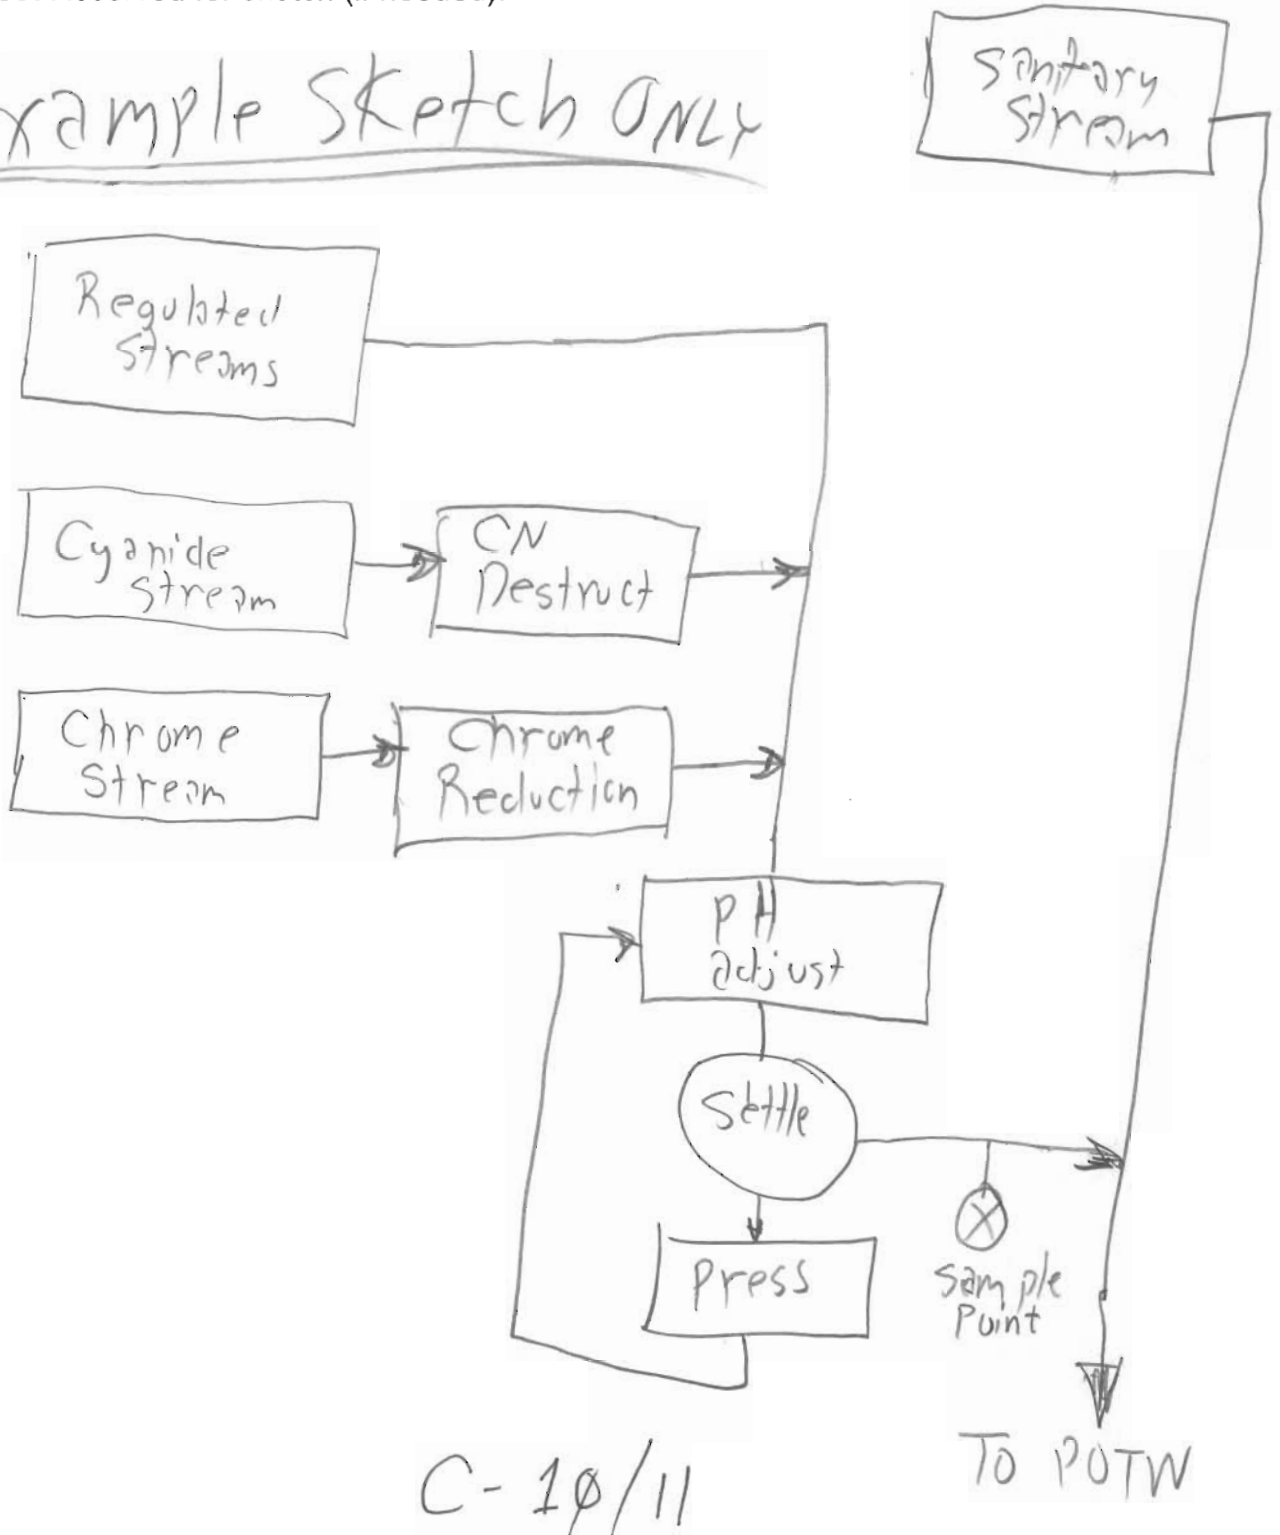 xample Sketch ONLY
Sanitary
Stream
Regulated
Streams
Cyanide
Stream
CN
Destruct
Chrome
Stream
Chrome
Reduction
PH
adjust
Settle
Press
Sample
Point
To POTW
C-10/11